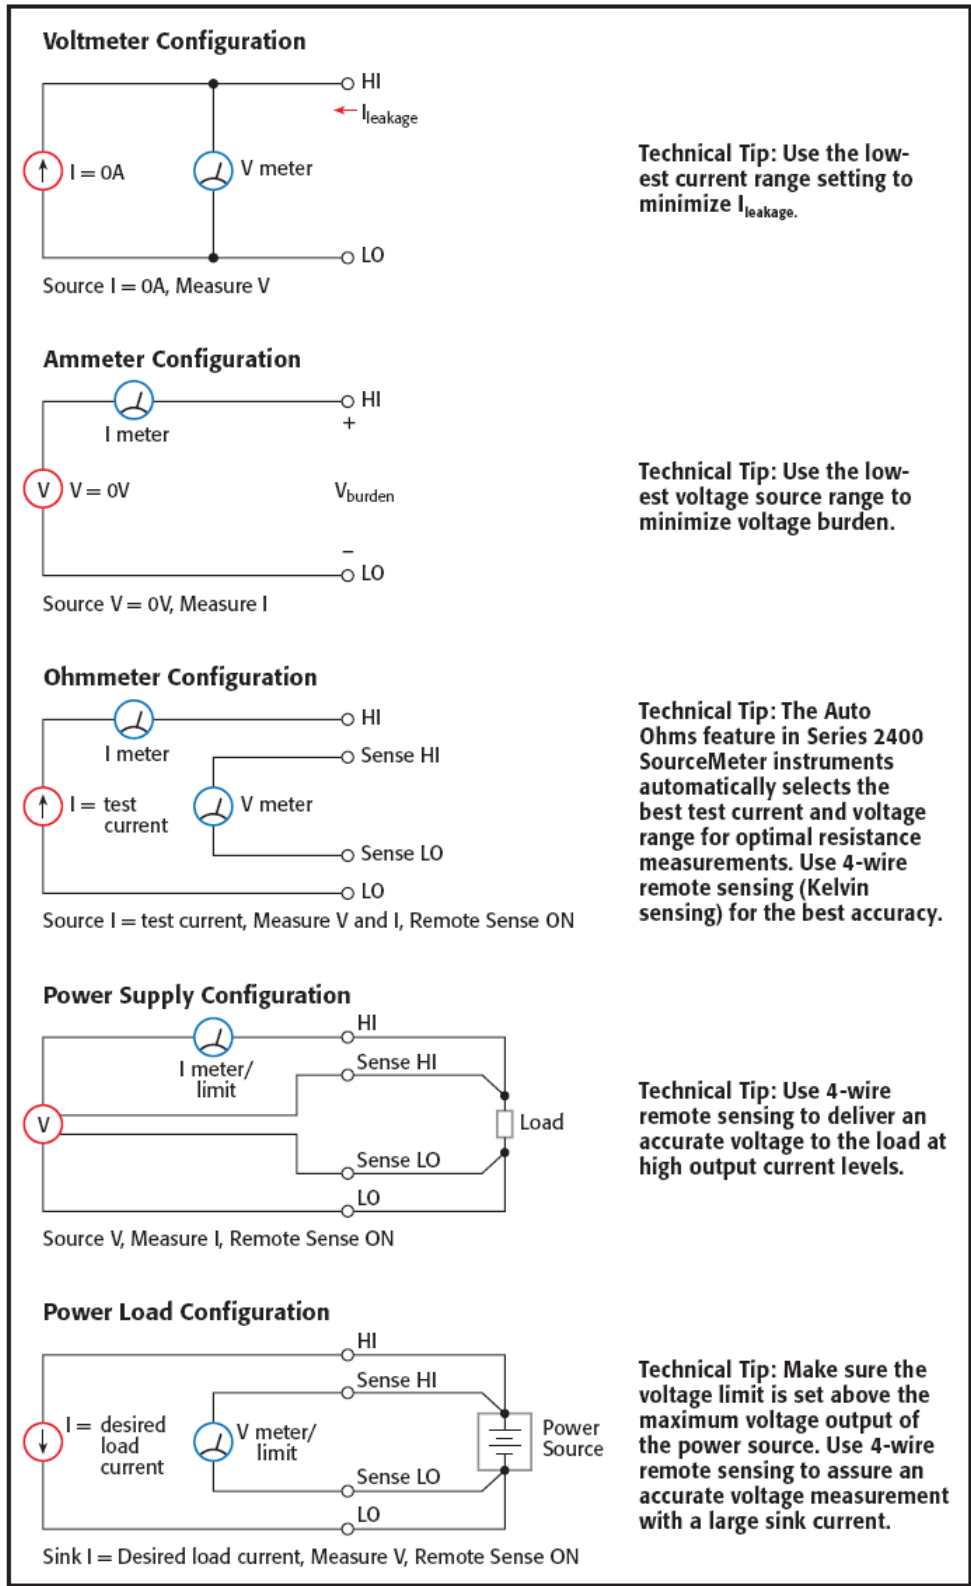 Voltmeter Configuration
HI
Ileakage
I = 0A
V meter
LO
Source I = 0A, Measure V
Technical Tip: Use the low-
est current range setting to
minimize Ileakage.
Ammeter Configuration
HI
+
I meter
V
V = 0V
Vburden
–
LO
Source V = 0V, Measure I
Technical Tip: Use the low-
est voltage source range to
minimize voltage burden.
Ohmmeter Configuration
HI
I meter
Sense HI
I = test
current
V meter
Sense LO
LO
Source I = test current, Measure V and I, Remote Sense ON
Technical Tip: The Auto
Ohms feature in Series 2400
SourceMeter instruments
automatically selects the
best test current and voltage
range for optimal resistance
measurements. Use 4-wire
remote sensing (Kelvin
sensing) for the best accuracy.
Power Supply Configuration
HI
I meter/
limit
Sense HI
V
Load
Sense LO
LO
Source V, Measure I, Remote Sense ON
Technical Tip: Use 4-wire
remote sensing to deliver an
accurate voltage to the load at
high output current levels.
Power Load Configuration
HI
Sense HI
I = desired
load
current
V meter/
limit
Power
Source
Sense LO
LO
Sink I = Desired load current, Measure V, Remote Sense ON
Technical Tip: Make sure the
voltage limit is set above the
maximum voltage output of
the power source. Use 4-wire
remote sensing to assure an
accurate voltage measurement
with a large sink current.